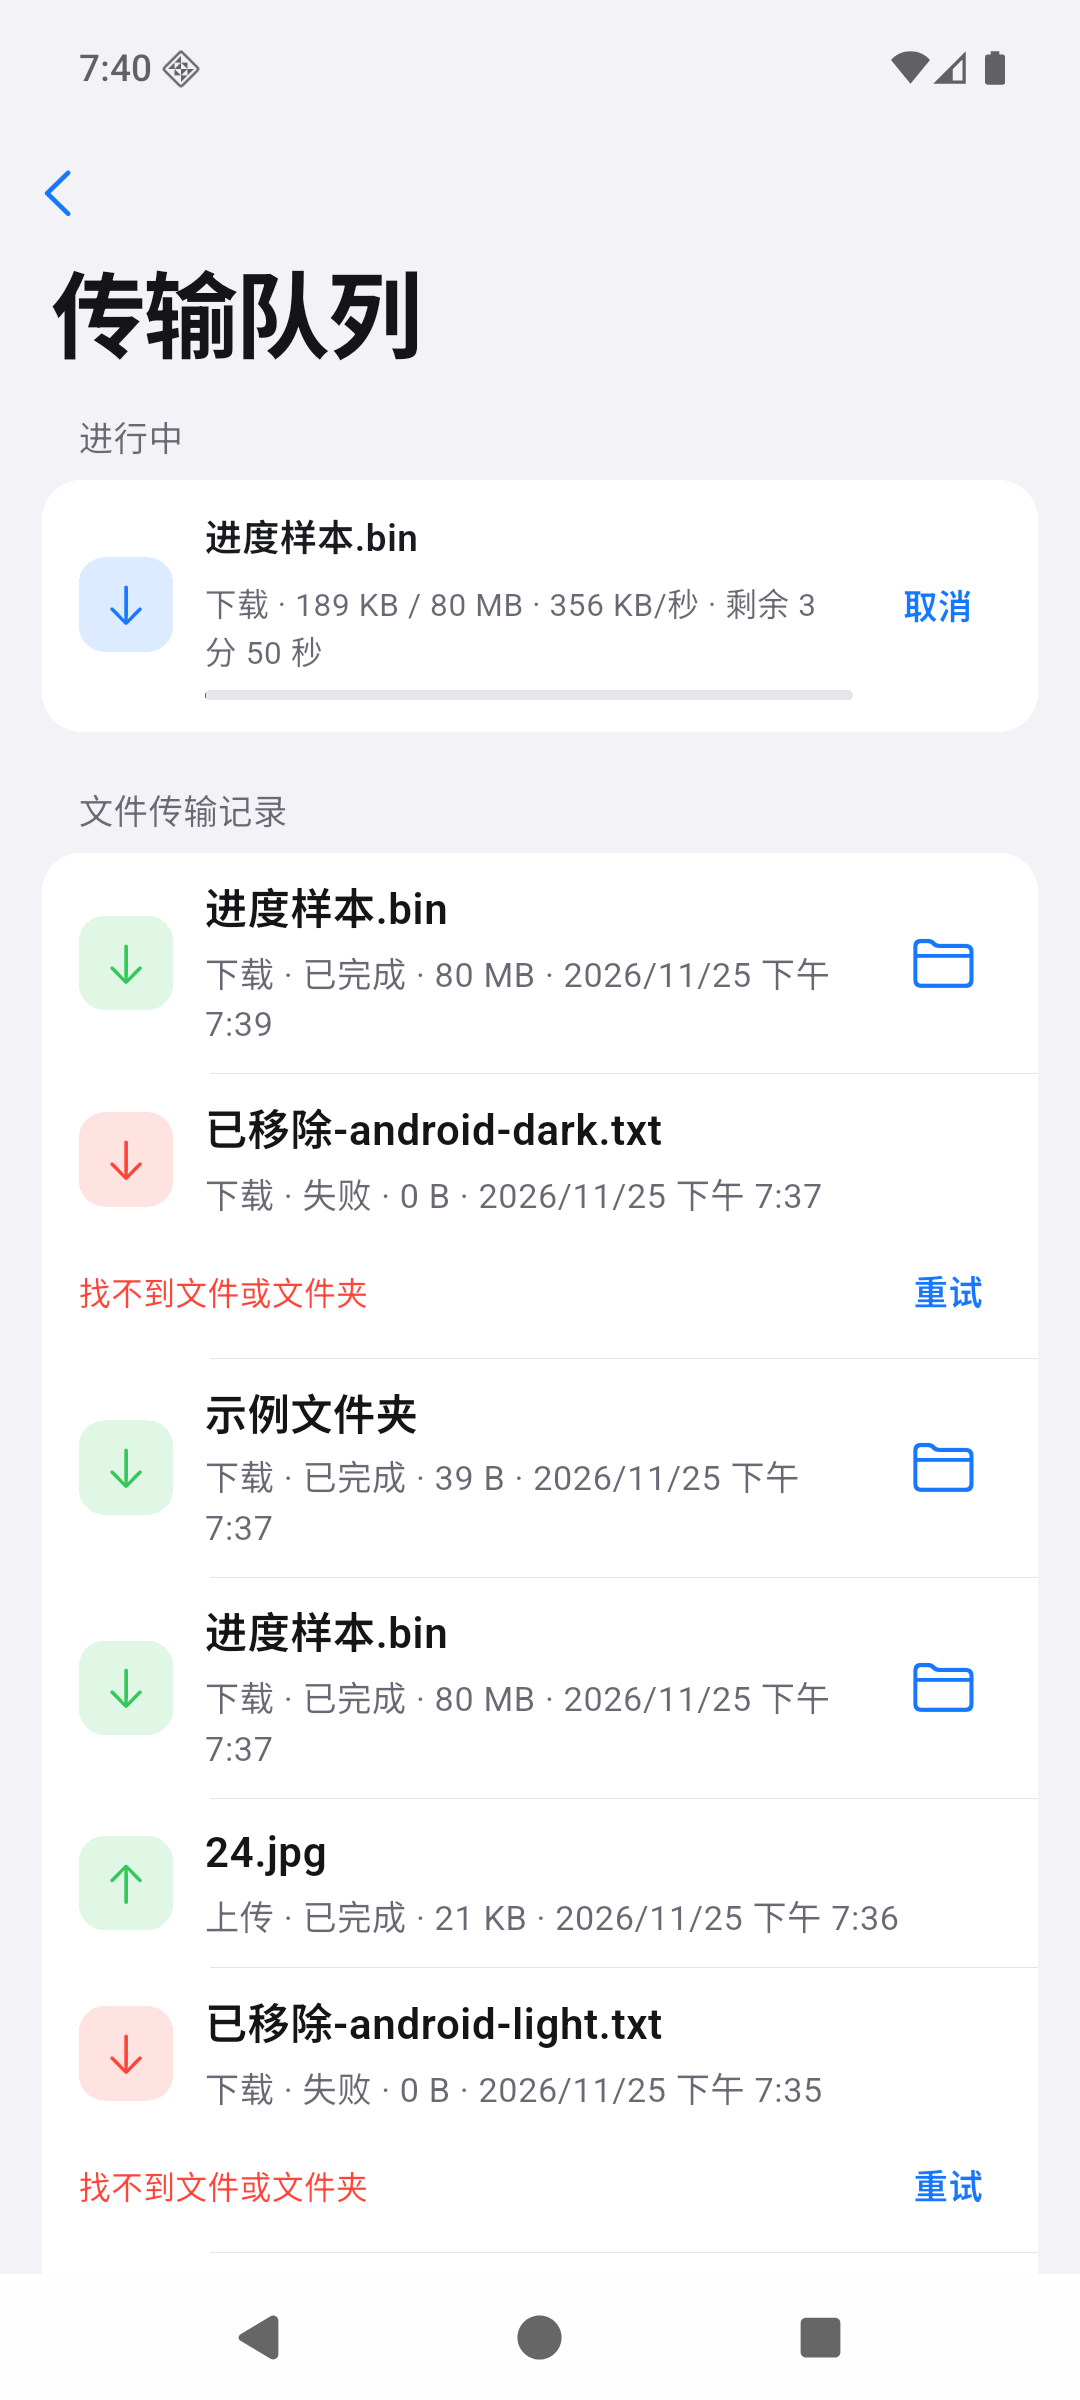 7:40
传输队列
进行中
进度样本.bin
下载 · 189 KB / 80 MB · 356 KB/秒 · 剩余 3
分 50 秒
取消
文件传输记录
进度样本.bin
下载 · 已完成 · 80 MB · 2026/11/25 下午
7:39
已移除-android-dark.txt
下载 · 失败 · 0 B · 2026/11/25 下午 7:37
找不到文件或文件夹
重试
示例文件夹
下载 · 已完成 · 39 B · 2026/11/25 下午
7:37
进度样本.bin
下载 · 已完成 · 80 MB · 2026/11/25 下午
7:37
24.jpg
上传 · 已完成 · 21 KB · 2026/11/25 下午 7:36
已移除-android-light.txt
下载 · 失败 · 0 B · 2026/11/25 下午 7:35
找不到文件或文件夹
重试